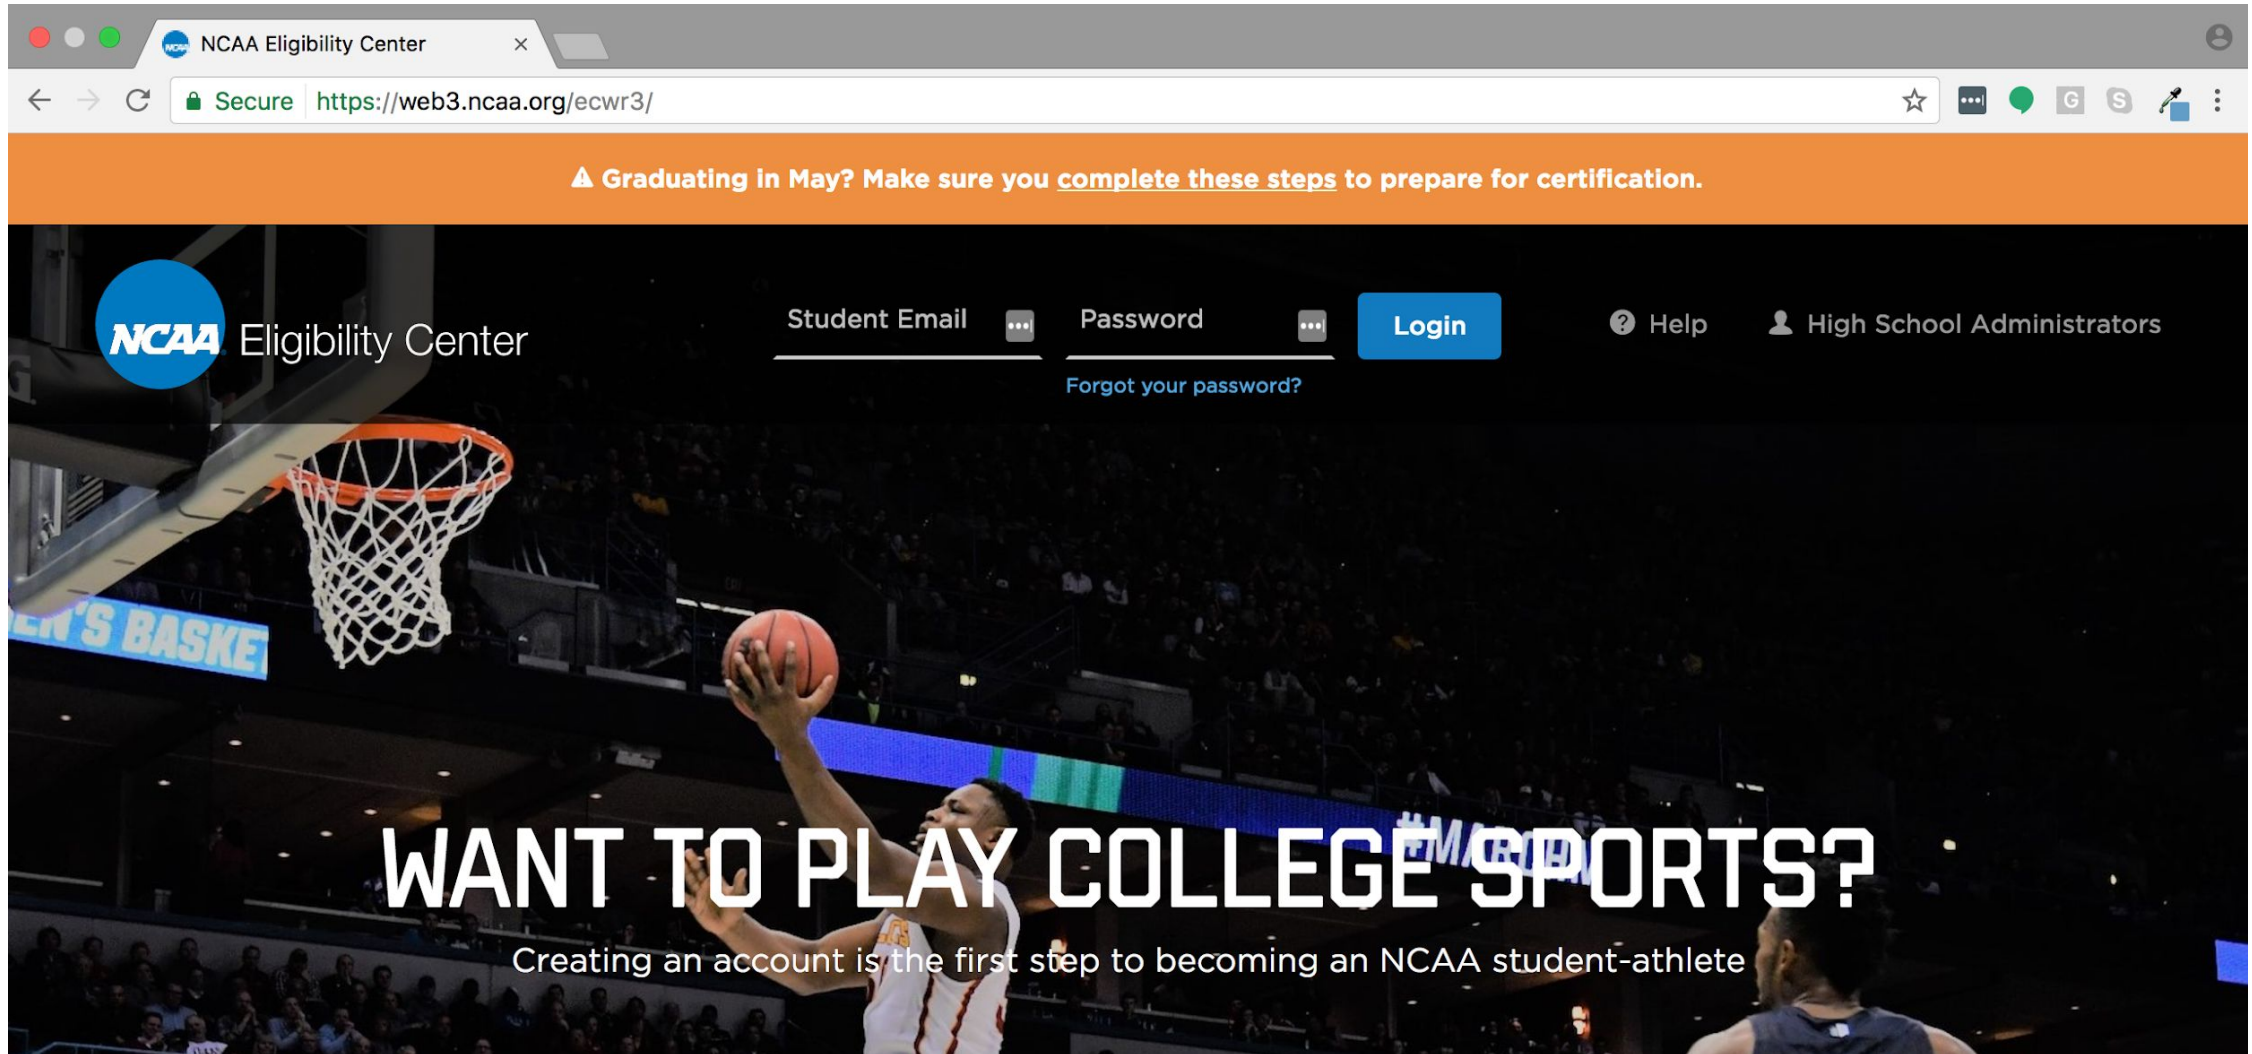 NCAA Eligibility Center
Secure https://web3.ncaa.org/ecwr3/
Graduating in May? Make sure you complete these steps to prepare for certification.
NCAA Eligibility Center
Student Email
Password
Login
Help
High School Administrators
Forgot your password?
EN'S BASKET
WANT TO PLAY COLLEGE SPORTS?
Creating an account is the first step to becoming an NCAA student-athlete